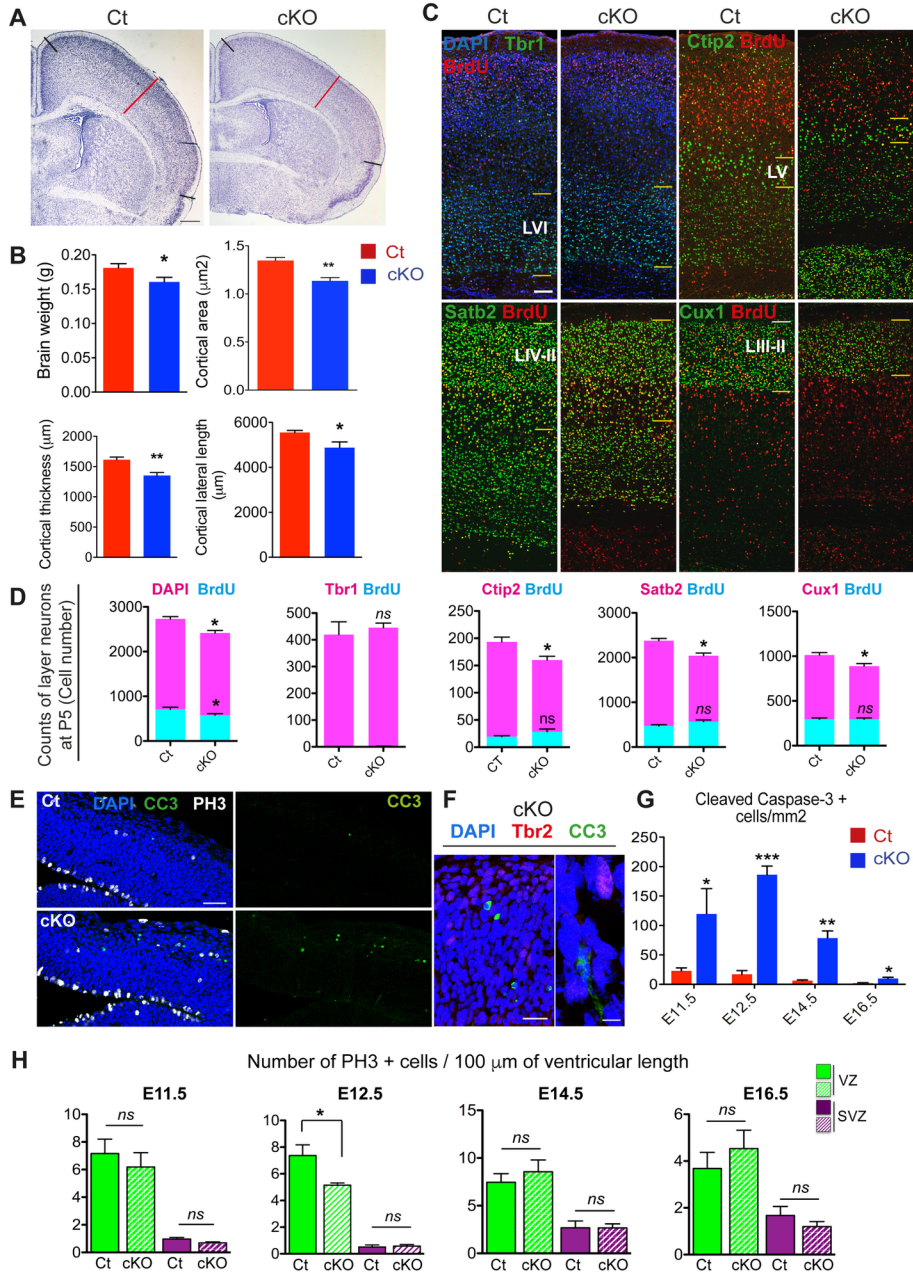 A
Ct
cKO
B
Ct
cKO
Brain weight (g)
0.20
0.15
0.10
0.05
0.00
*
Cortical area (μm2)
1.5
1.0
0.5
0.0
**
Cortical thickness (μm)
1600
1500
1000
500
0
**
Cortical lateral length
(μm)
6000
4000
2000
0
*
C
Ct
cKO
Ct
cKO
DAPI Tbr1
BrdU
LVI
Ctip2 BrdU
LV
Satb2 BrdU
LIV-II
Cux1 BrdU
LIII-II
D
Counts of layer neurons
at P5 (Cell number)
DAPI BrdU
3000
2000
1000
0
*
*
Ct
cKO
Tbr1 BrdU
500
400
300
200
100
0
ns
Ct
cKO
Ctip2 BrdU
200
150
100
50
0
*
ns
CT
cKO
Satb2 BrdU
3000
2000
1000
0
*
ns
Ct
cKO
Cux1 BrdU
1500
1000
500
0
*
ns
Ct
cKO
E
Ct
DAPI CC3 PH3
CC3
cKO
F
cKO
DAPI Tbr2 CC3
G
Cleaved Caspase-3 +
cells/mm2
Ct
cKO
250
200
150
100
50
0
*
***
**
*
E11.5
E12.5
E14.5
E16.5
H
Number of PH3 + cells / 100 μm of ventricular length
VZ
SVZ
E11.5
8
6
4
2
0
ns
ns
Ct
cKO
Ct
cKO
E12.5
10
8
6
4
2
0
*
ns
Ct
cKO
Ct
cKO
E14.5
15
10
5
0
ns
ns
Ct
cKO
Ct
cKO
E16.5
6
4
2
0
ns
ns
Ct
cKO
Ct
cKO